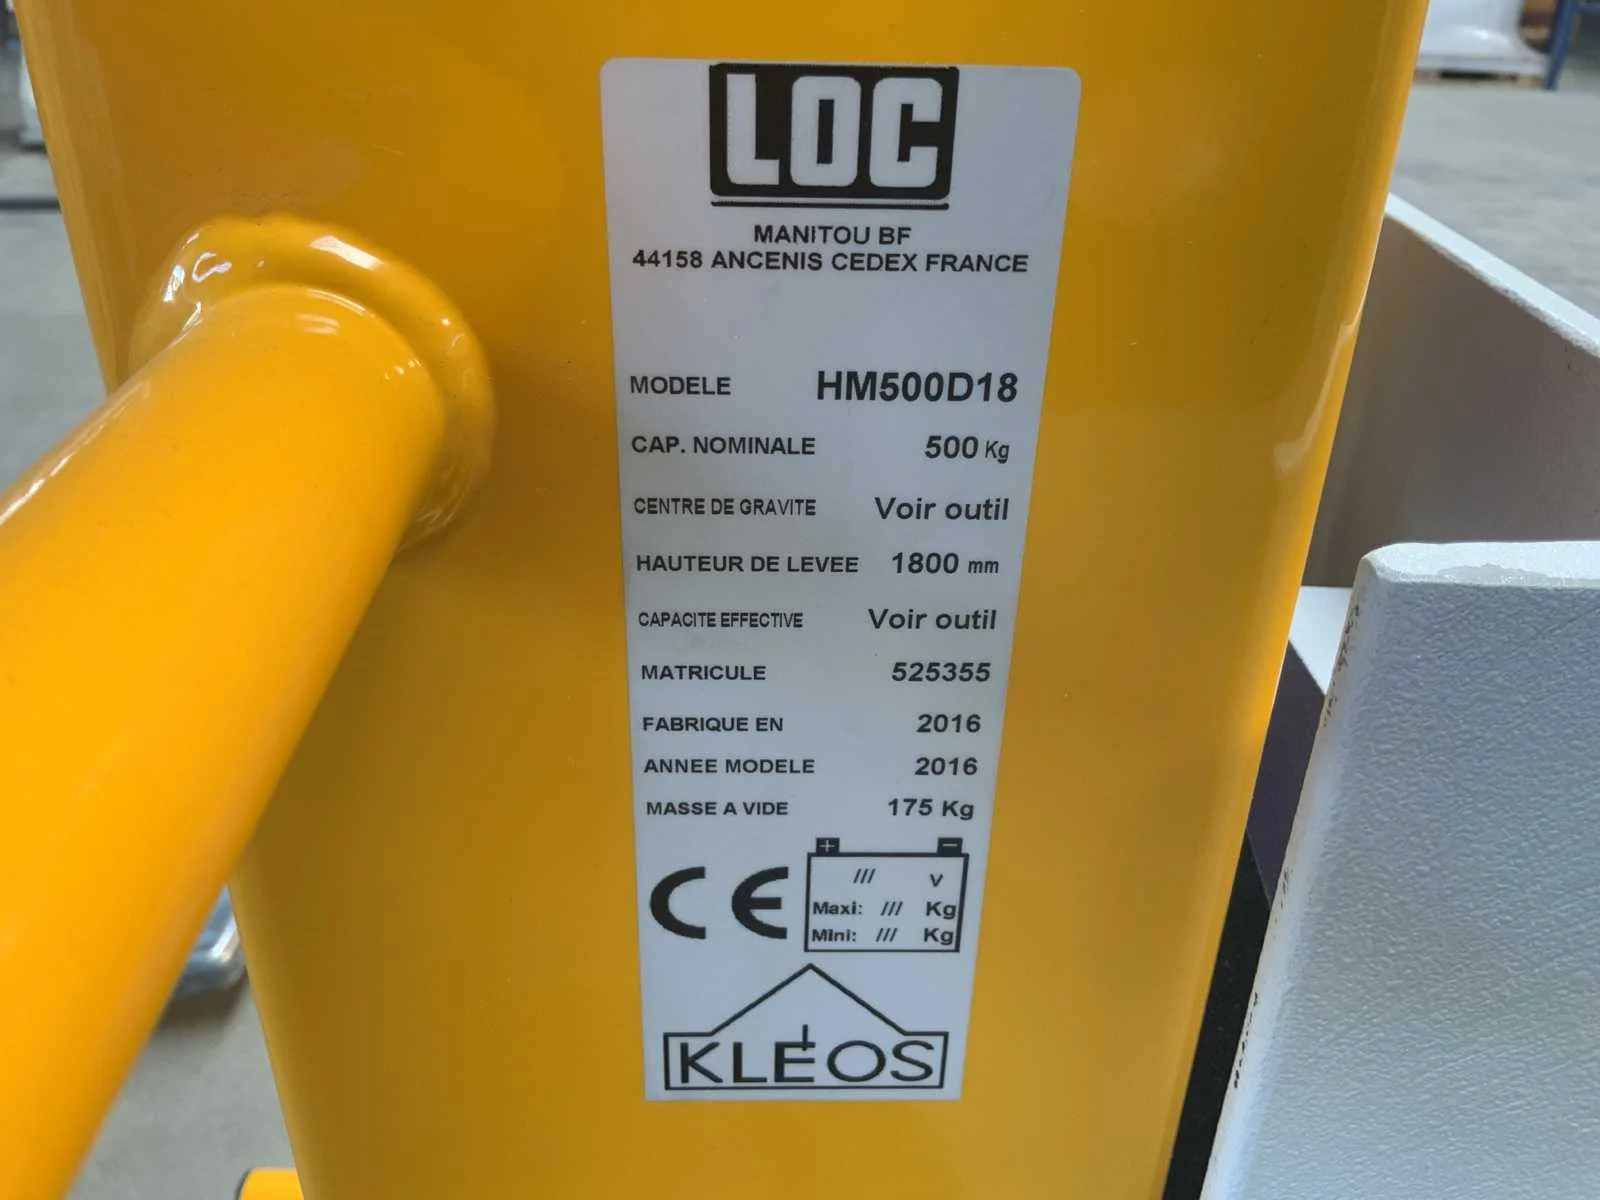 LOC
MANITOU BF
44158 ANCENIS CEDEX FRANCE
MODELE HM500D18
CAP. NOMINALE 500 Kg
CENTRE DE GRAVITE Voir outil
HAUTEUR DE LEVEE 1800 mm
CAPACITE EFFECTIVE Voir outil
MATRICULE 525355
FABRIQUE EN 2016
ANNEE MODELE 2016
MASSE A VIDE 175 Kg
CE
+ −
/// V
Maxi: /// Kg
Mini: /// Kg
KLEOS